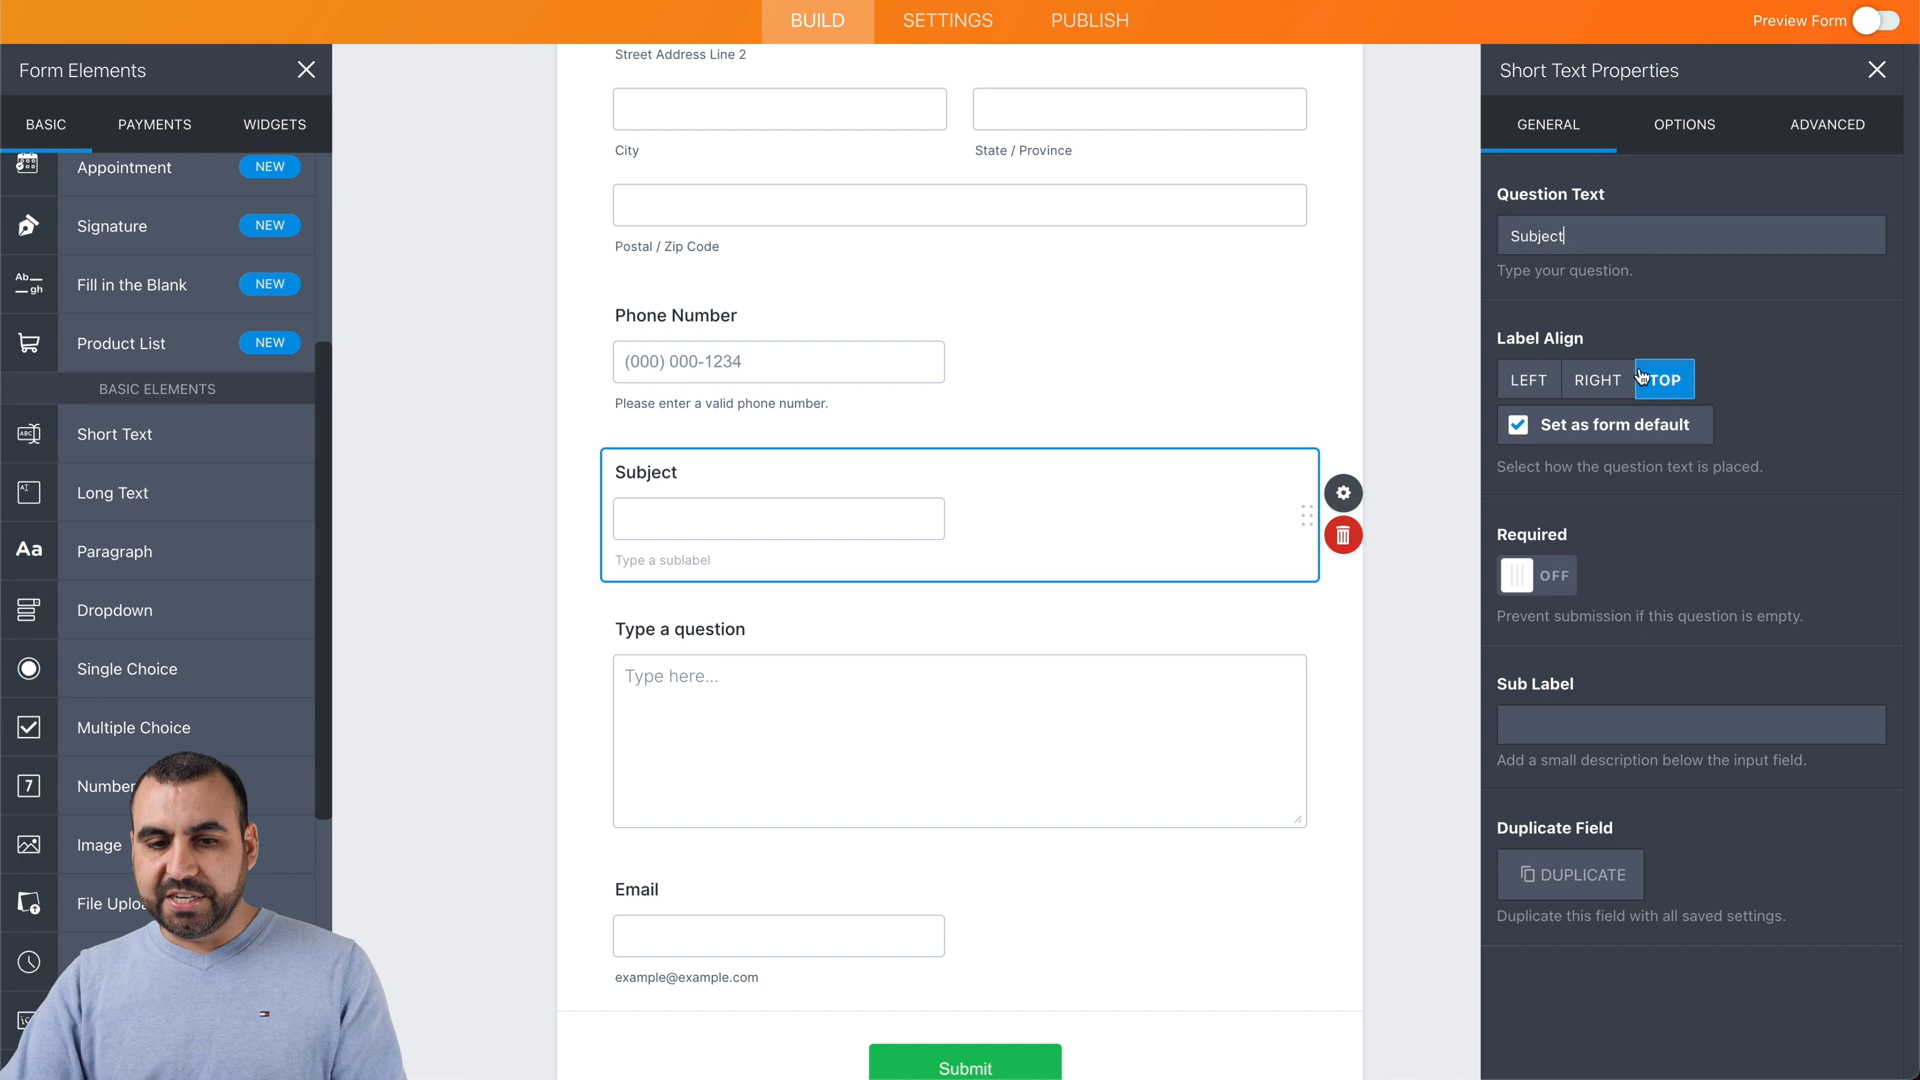 BUILD
SETTINGS
PUBLISH
Preview Form
Form Elements
BASIC
PAYMENTS
WIDGETS
Appointment
NEW
Signature
NEW
Ab
gh
Fill in the Blank
NEW
Product List
NEW
BASIC ELEMENTS
ABC
Short Text
AI
Long Text
Aa
Paragraph
Dropdown
Single Choice
Multiple Choice
7
Number
Image
Street Address Line 2
City
State / Province
Postal / Zip Code
Phone Number
(000) 000-1234
Please enter a valid phone number.
Subject
Type a sublabel
Type a question
Type here...
Email
example@example.com
Submit
Short Text Properties
GENERAL
OPTIONS
ADVANCED
Question Text
Subject
Type your question.
Label Align
LEFT
RIGHT
TOP
Set as form default
Select how the question text is placed.
Required
OFF
Prevent submission if this question is empty.
Sub Label
Add a small description below the input field.
Duplicate Field
DUPLICATE
Duplicate this field with all saved settings.